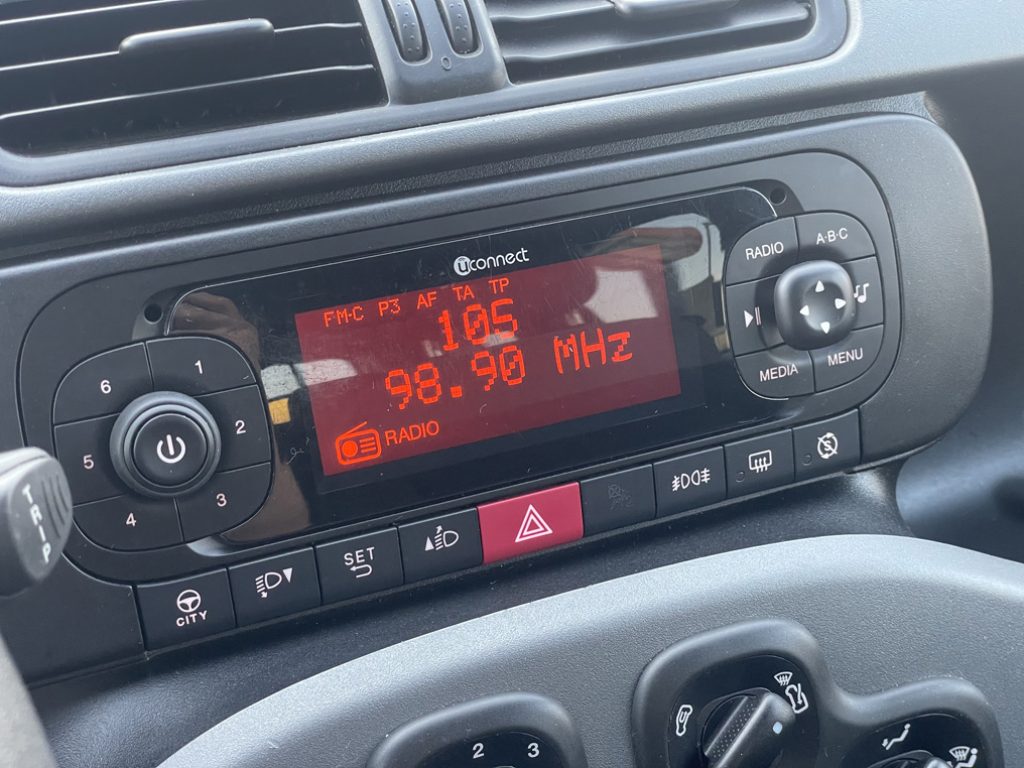 uconnect
FM-C P3 AF TA TP
105
98.90 MHz
RADIO
6 1
5 2
4 3
RADIO A·B·C
MEDIA MENU
TRIP
CITY
SET
2 3